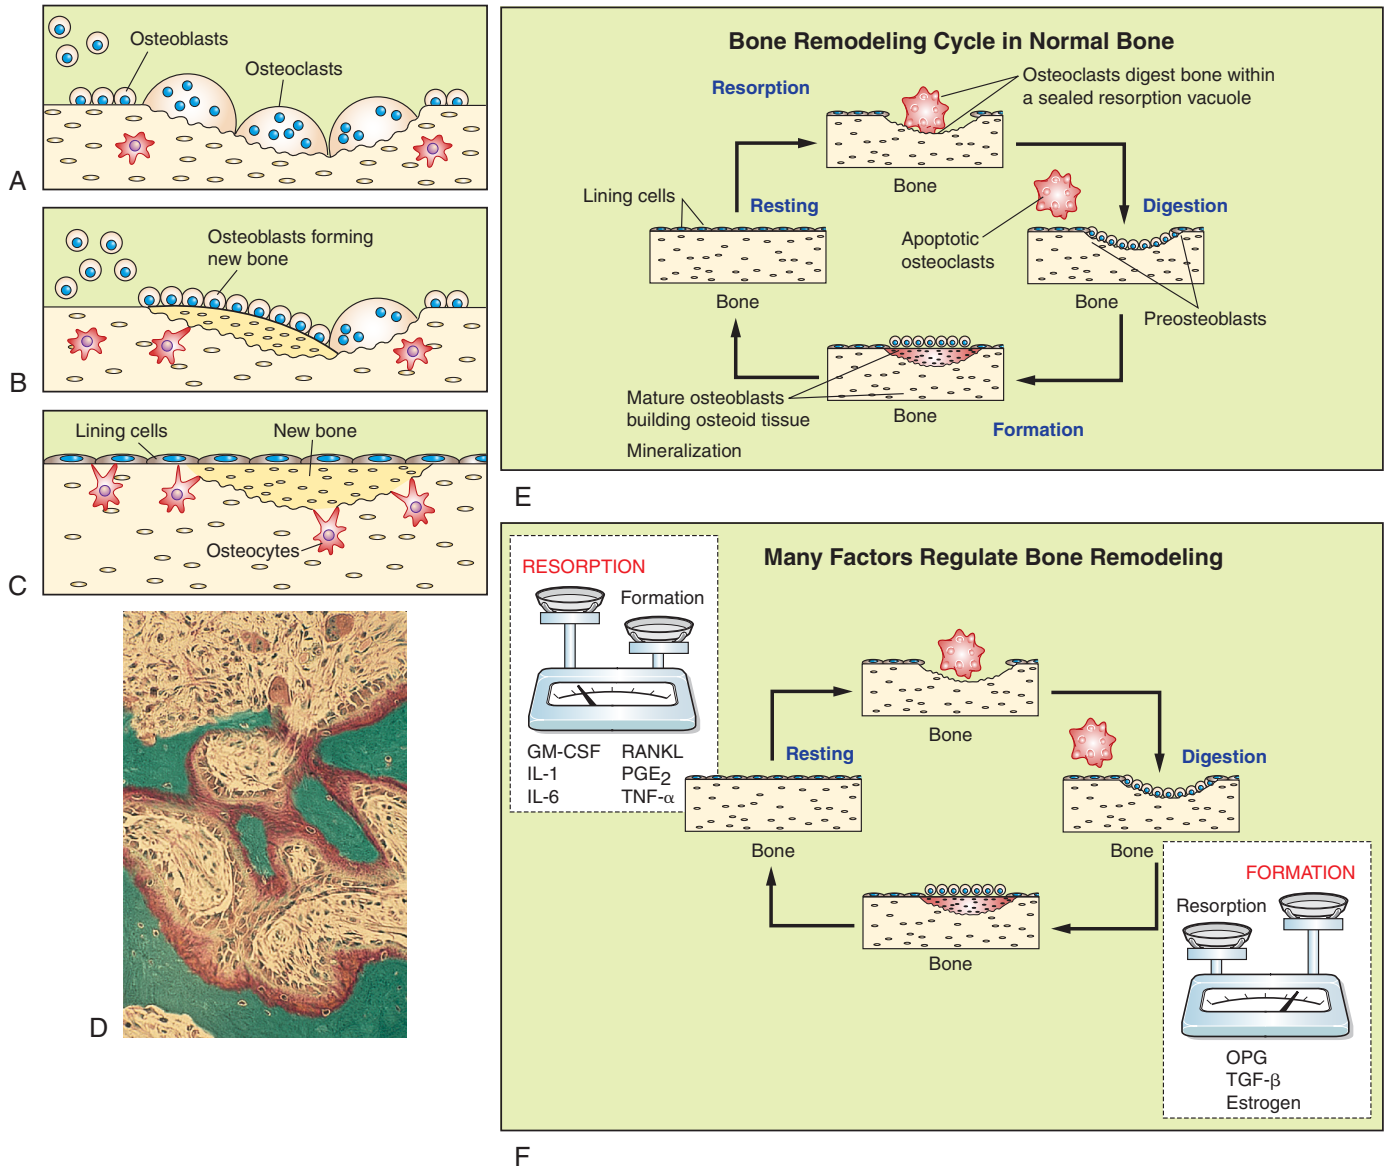 Osteoblasts
Osteoclasts
A
Osteoblasts forming
new bone
B
Lining cells
New bone
Osteocytes
C
D
Bone Remodeling Cycle in Normal Bone
Resorption
Osteoclasts digest bone within
a sealed resorption vacuole
Bone
Lining cells
Resting
Digestion
Apoptotic
osteoclasts
Bone
Bone
Preosteoblasts
Mature osteoblasts
building osteoid tissue
Bone
Formation
Mineralization
E
Many Factors Regulate Bone Remodeling
RESORPTION
Formation
GM-CSF RANKL
IL-1 PGE2
IL-6 TNF-α
Bone
Resting
Digestion
Bone
Bone
Bone
FORMATION
Resorption
OPG
TGF-β
Estrogen
F